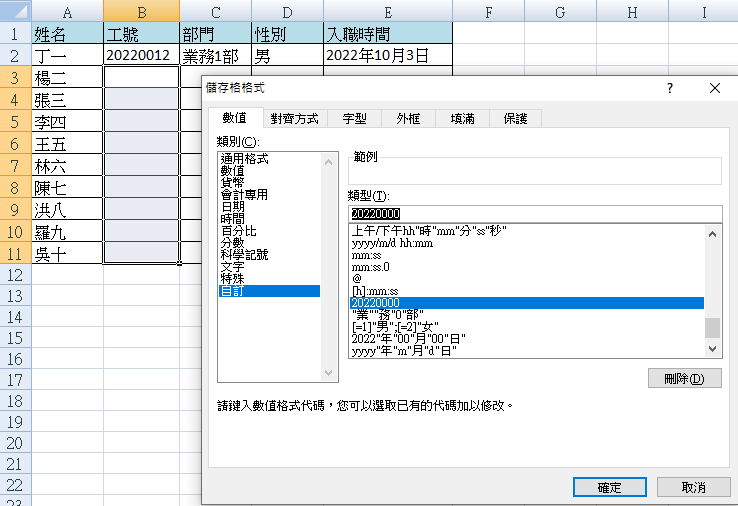 A B C D E F G H I
1 姓名 工號 部門 性別 入職時間
2 丁一 20220012 業務1部 男 2022年10月3日
3 楊二
4 張三
5 李四
6 王五
7 林六
8 陳七
9 洪八
10 羅九
11 吳十
12
13
14
15
16
17
18
19
20
21
22
23
儲存格格式 ? ×
數值 對齊方式 字型 外框 填滿 保護
類別(C):
通用格式
數值
貨幣
會計專用
日期
時間
百分比
分數
科學記號
文字
特殊
自訂
範例
類型(T):
20220000
上午/下午hh"時"mm"分"ss"秒"
yyyy/m/d hh:mm
mm:ss
mm:ss.0
@
[h]:mm:ss
20220000
"業""務"0"部"
[=1]"男";[=2]"女"
2022"年"00"月"00"日"
yyyy"年"m"月"d"日"
刪除(D)
請鍵入數值格式代碼，您可以選取已有的代碼加以修改。
確定 取消